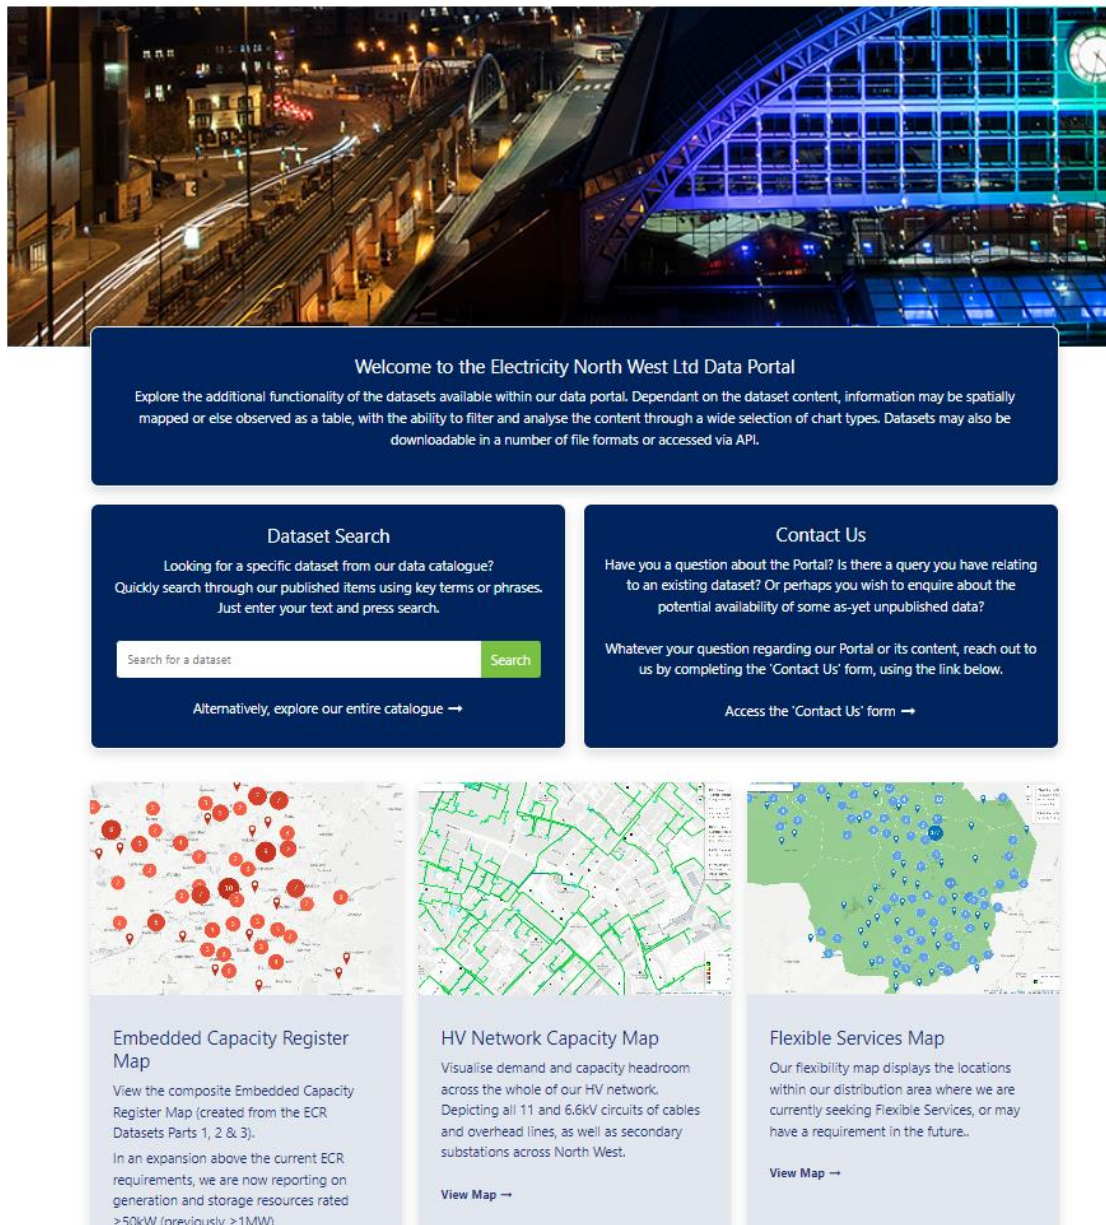 Welcome to the Electricity North West Ltd Data Portal
Explore the additional functionality of the datasets available within our data portal. Dependant on the dataset content, information may be spatially
mapped or else observed as a table, with the ability to filter and analyse the content through a wide selection of chart types. Datasets may also be
downloadable in a number of file formats or accessed via API.
Dataset Search
Looking for a specific dataset from our data catalogue?
Quickly search through our published items using key terms or phrases.
Just enter your text and press search.
Search for a dataset
Search
Alternatively, explore our entire catalogue →
Contact Us
Have you a question about the Portal? Is there a query you have relating
to an existing dataset? Or perhaps you wish to enquire about the
potential availability of some as-yet unpublished data?
Whatever your question regarding our Portal or its content, reach out to
us by completing the 'Contact Us' form, using the link below.
Access the 'Contact Us' form →
Embedded Capacity Register
Map
View the composite Embedded Capacity
Register Map (created from the ECR
Datasets Parts 1, 2 & 3).
In an expansion above the current ECR
requirements, we are now reporting on
generation and storage resources rated
>50kW (previously >1MW)
HV Network Capacity Map
Visualise demand and capacity headroom
across the whole of our HV network.
Depicting all 11 and 6.6kV circuits of cables
and overhead lines, as well as secondary
substations across North West.
View Map →
Flexible Services Map
Our flexibility map displays the locations
within our distribution area where we are
currently seeking Flexible Services, or may
have a requirement in the future..
View Map →